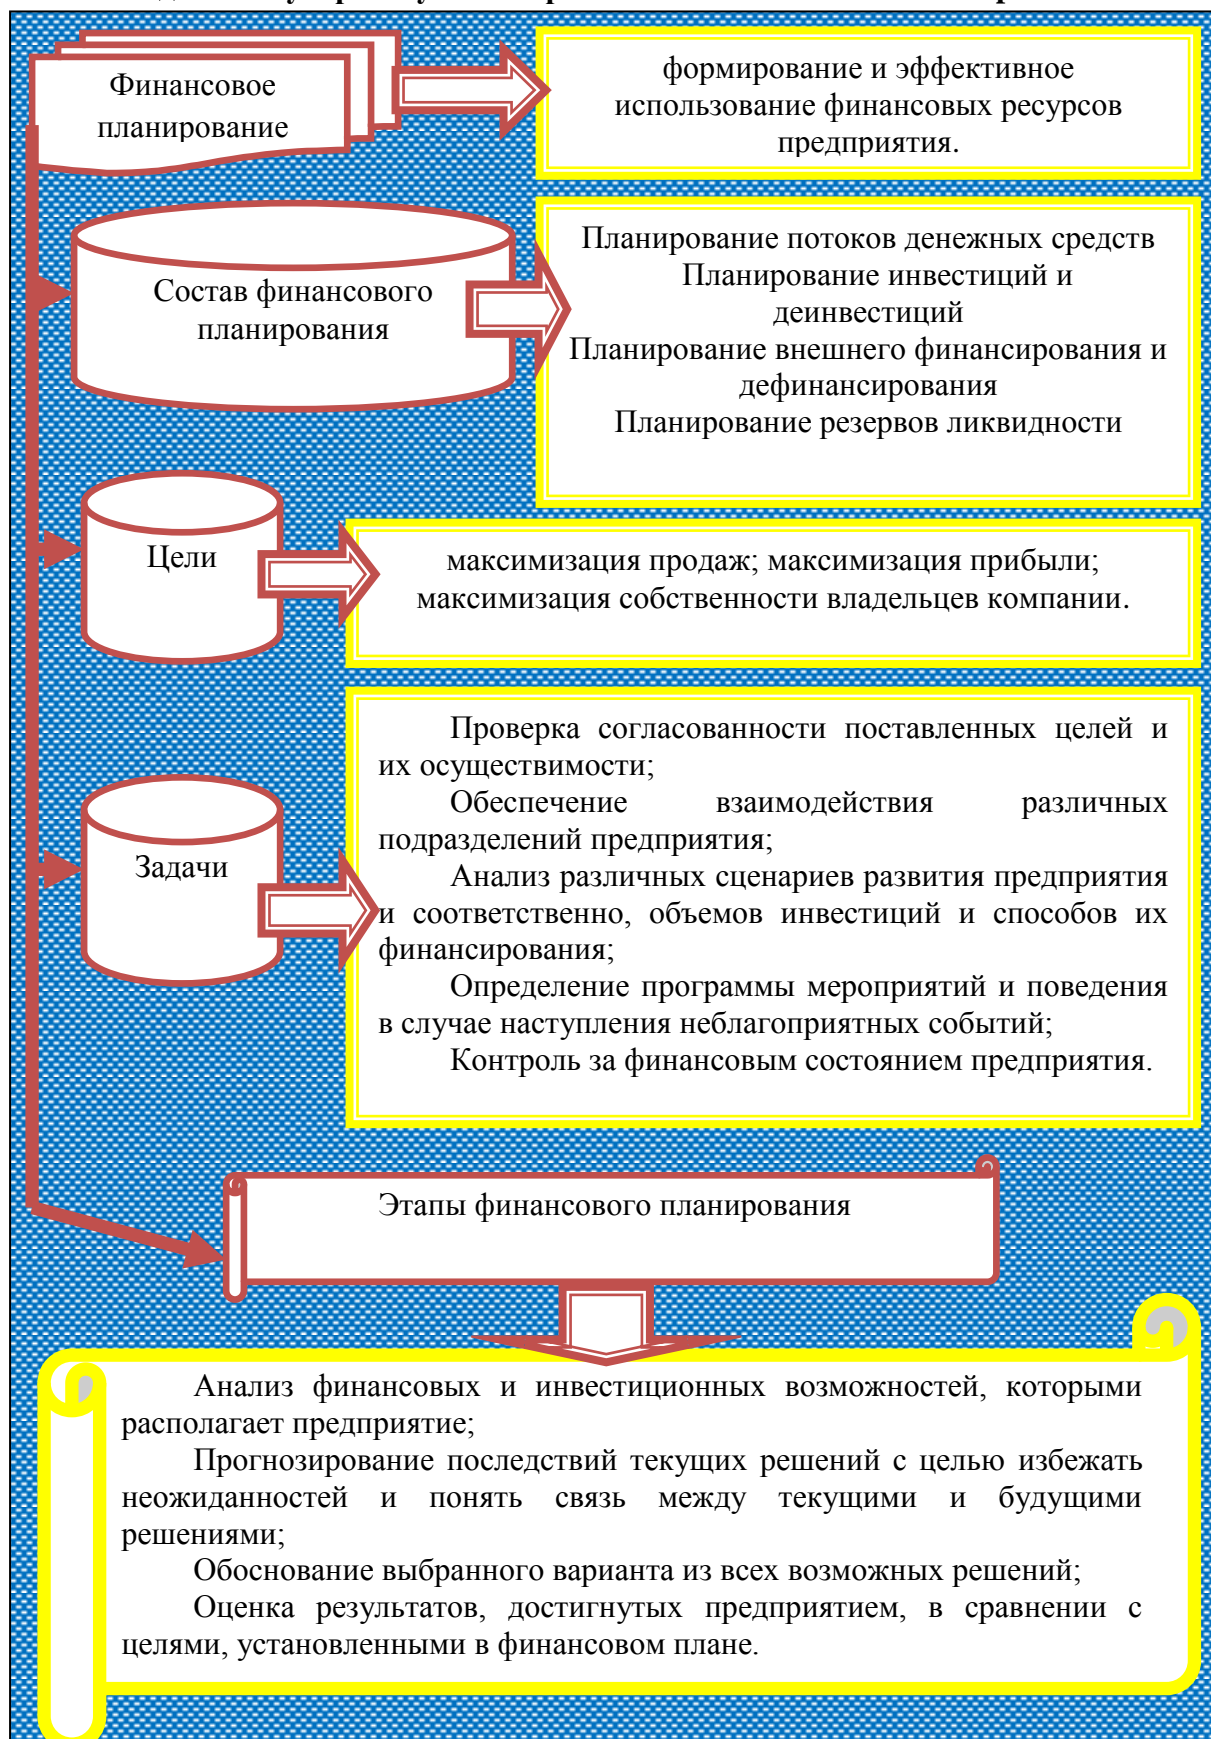 Финансовое
планирование
формирование и эффективное
использование финансовых ресурсов
предприятия.
Состав финансового
планирования
Планирование потоков денежных средств
Планирование инвестиций и
деинвестиций
Планирование внешнего финансирования и
дефинансирования
Планирование резервов ликвидности
Цели
максимизация продаж; максимизация прибыли;
максимизация собственности владельцев компании.
Задачи
Проверка согласованности поставленных целей и
их осуществимости;
Обеспечение взаимодействия различных
подразделений предприятия;
Анализ различных сценариев развития предприятия
и соответственно, объемов инвестиций и способов их
финансирования;
Определение программы мероприятий и поведения
в случае наступления неблагоприятных событий;
Контроль за финансовым состоянием предприятия.
Этапы финансового планирования
Анализ финансовых и инвестиционных возможностей, которыми
располагает предприятие;
Прогнозирование последствий текущих решений с целью избежать
неожиданностей и понять связь между текущими и будущими
решениями;
Обоснование выбранного варианта из всех возможных решений;
Оценка результатов, достигнутых предприятием, в сравнении с
целями, установленными в финансовом плане.